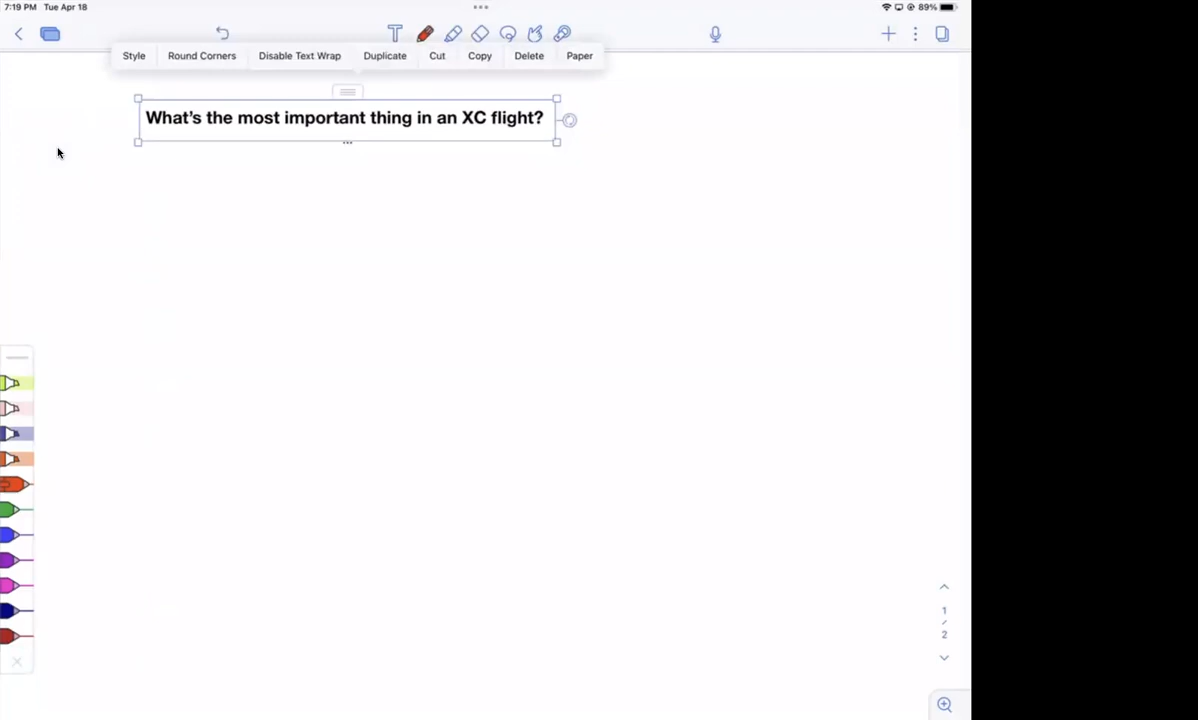 7:19 PM Tue Apr 18
89%
Style Round Corners Disable Text Wrap Duplicate Cut Copy Delete Paper
What's the most important thing in an XC flight?
1
/
2